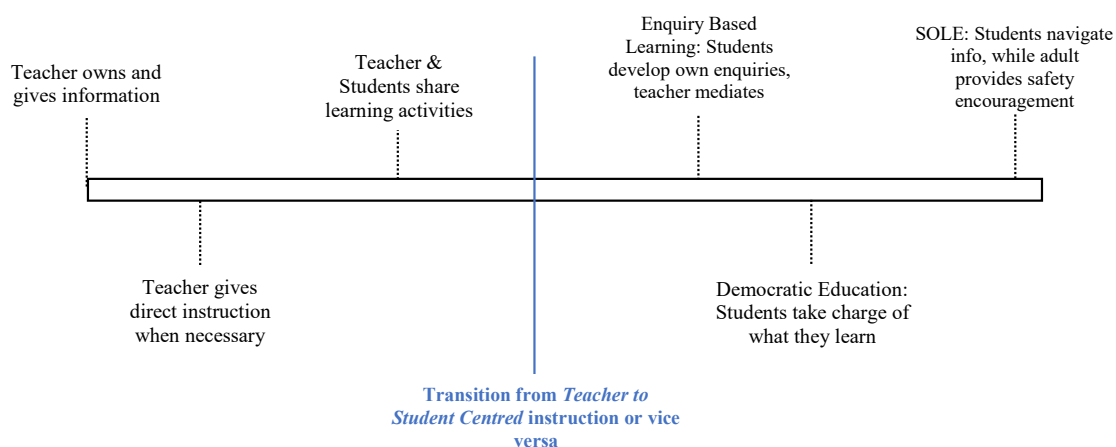 Teacher owns and
gives information
Teacher &
Students share
learning activities
Enquiry Based
Learning: Students
develop own enquiries,
teacher mediates
SOLE: Students navigate
info, while adult
provides safety
encouragement
Teacher gives
direct instruction
when necessary
Democratic Education:
Students take charge of
what they learn
Transition from Teacher to
Student Centred instruction or vice
versa